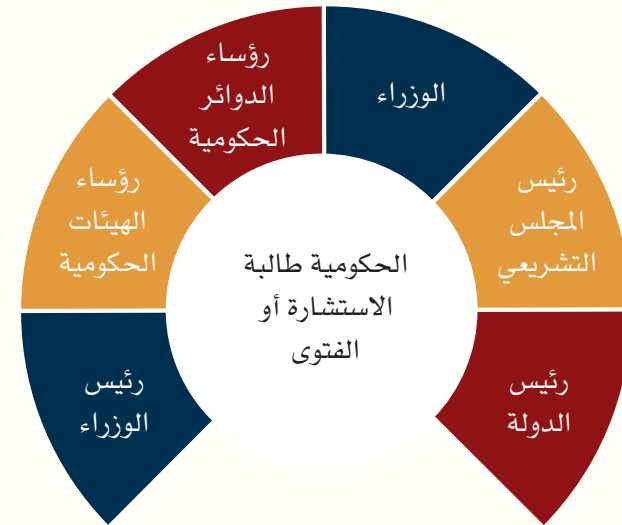 رؤساء
الدوائر
الحكومية
الوزراء
رئيس
المجلس
التشريعي
رؤساء
الهيئات
الحكومية
الحكومية طالبة
الاستشارة أو
الفتوى
رئيس
الدولة
رئيس
الوزراء